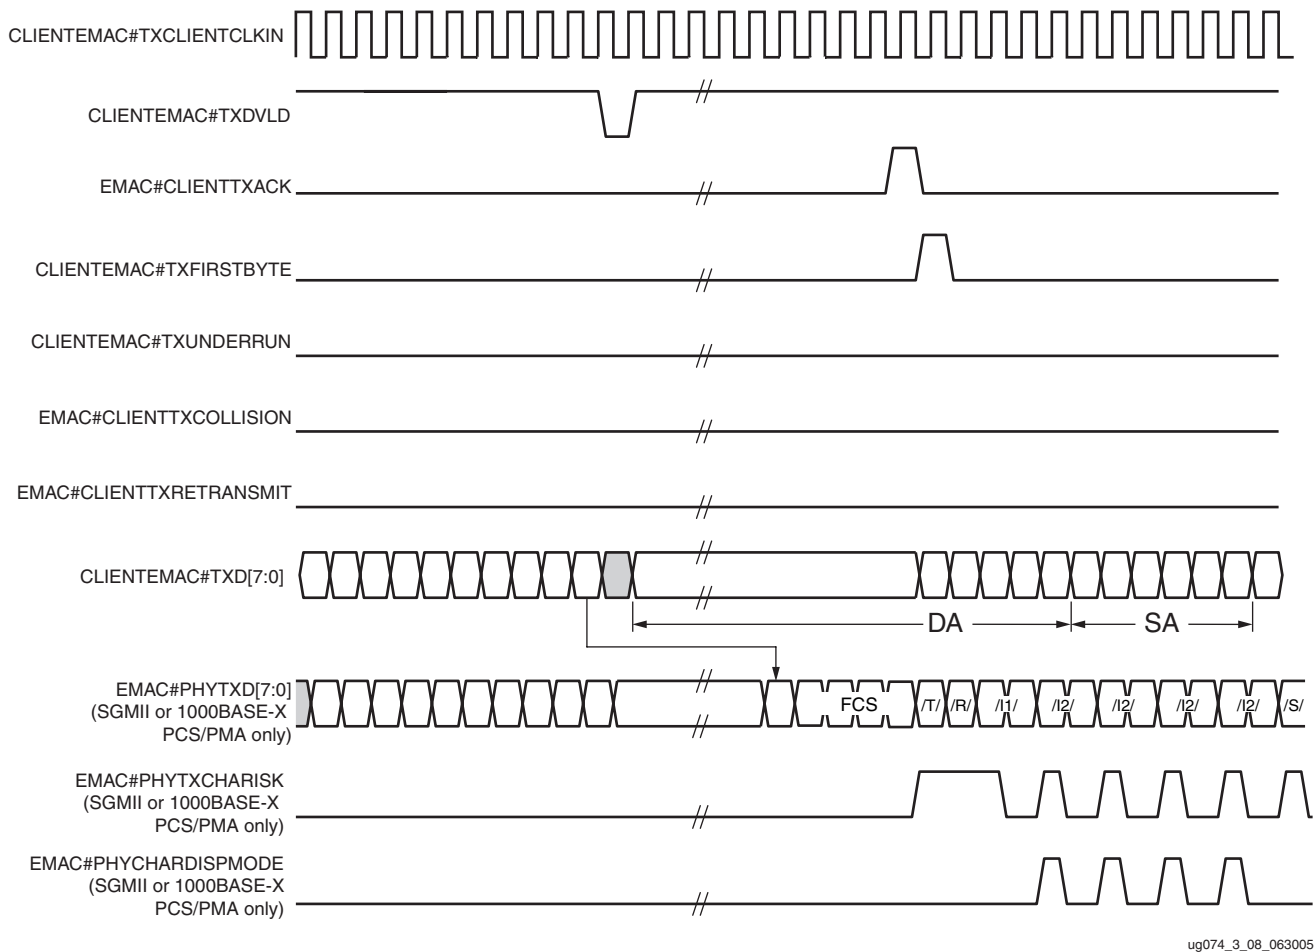 CLIENTEMAC#TXCLIENTCLKIN
CLIENTEMAC#TXDVLD
EMAC#CLIENTTXACK
CLIENTEMAC#TXFIRSTBYTE
CLIENTEMAC#TXUNDERRUN
EMAC#CLIENTTXCOLLISION
EMAC#CLIENTTXRETRANSMIT
CLIENTEMAC#TXD[7:0]
DA SA
EMAC#PHYTXD[7:0]
(SGMII or 1000BASE-X
PCS/PMA only)
FCS /T/ /R/ /I1/ /I2/ /I2/ /I2/ /I2/ /S/
EMAC#PHYTXCHARISK
(SGMII or 1000BASE-X
PCS/PMA only)
EMAC#PHYCHARDISPMODE
(SGMII or 1000BASE-X
PCS/PMA only)
ug074_3_08_063005